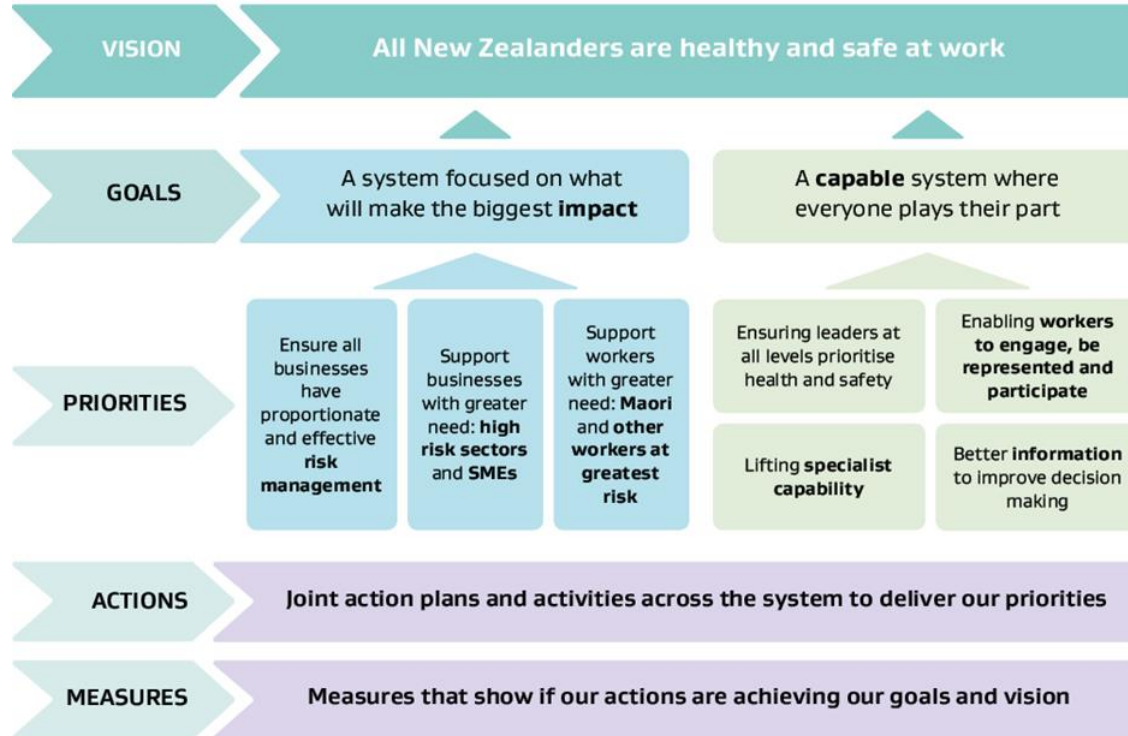 VISION
All New Zealanders are healthy and safe at work
GOALS
A system focused on what
will make the biggest impact
A capable system where
everyone plays their part
PRIORITIES
Ensure all
businesses
have
proportionate
and effective
risk
management
Support
businesses
with greater
need: high
risk sectors
and SMEs
Support
workers
with greater
need: Maori
and other
workers at
greatest
risk
Ensuring leaders at
all levels prioritise
health and safety
Enabling workers
to engage, be
represented and
participate
Lifting specialist
capability
Better information
to improve decision
making
ACTIONS
Joint action plans and activities across the system to deliver our priorities
MEASURES
Measures that show if our actions are achieving our goals and vision